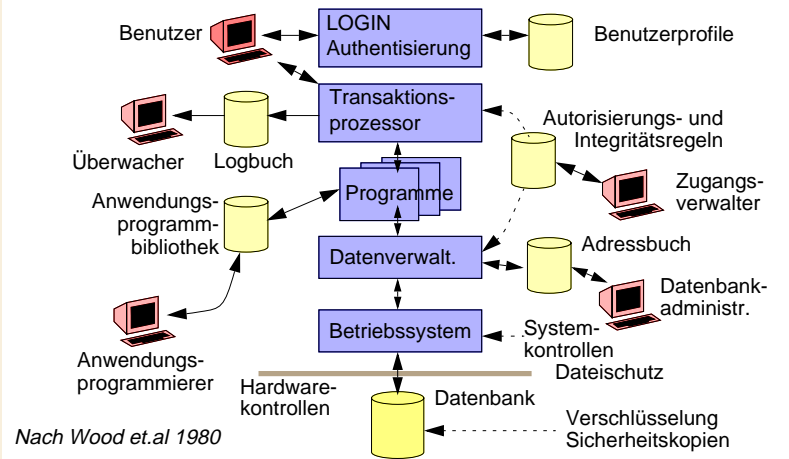 Benutzer
LOGIN
Authentisierung
Benutzerprofile
Transaktions-
prozessor
Autorisierungs- und
Integritätsregeln
Überwacher
Logbuch
Zugangs-
verwalter
Anwendungs-
programm-
bibliothek
Programme
Adressbuch
Datenverwalt.
Datenbank-
administr.
Betriebssystem
System-
kontrollen
Dateischutz
Anwendungs-
programmierer
Hardware-
kontrollen
Datenbank
Verschlüsselung
Sicherheitskopien
Nach Wood et.al 1980